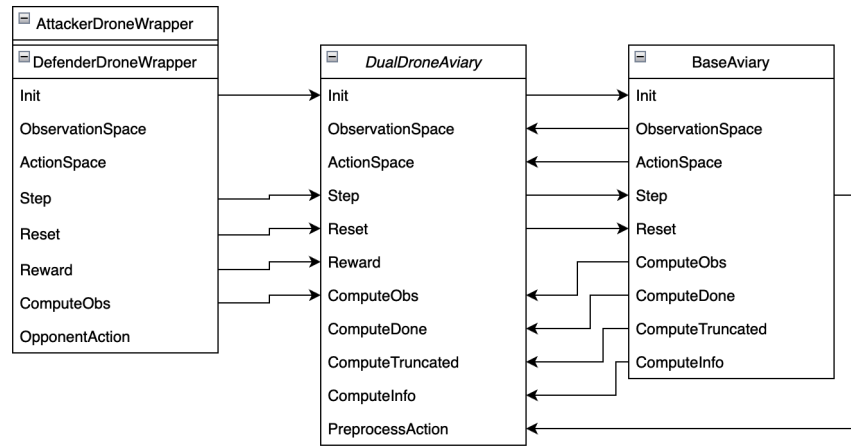 AttackerDroneWrapper
DefenderDroneWrapper
Init
ObservationSpace
ActionSpace
Step
Reset
Reward
ComputeObs
OpponentAction
DualDroneAviary
Init
ObservationSpace
ActionSpace
Step
Reset
Reward
ComputeObs
ComputeDone
ComputeTruncated
ComputeInfo
PreprocessAction
BaseAviary
Init
ObservationSpace
ActionSpace
Step
Reset
ComputeObs
ComputeDone
ComputeTruncated
ComputeInfo